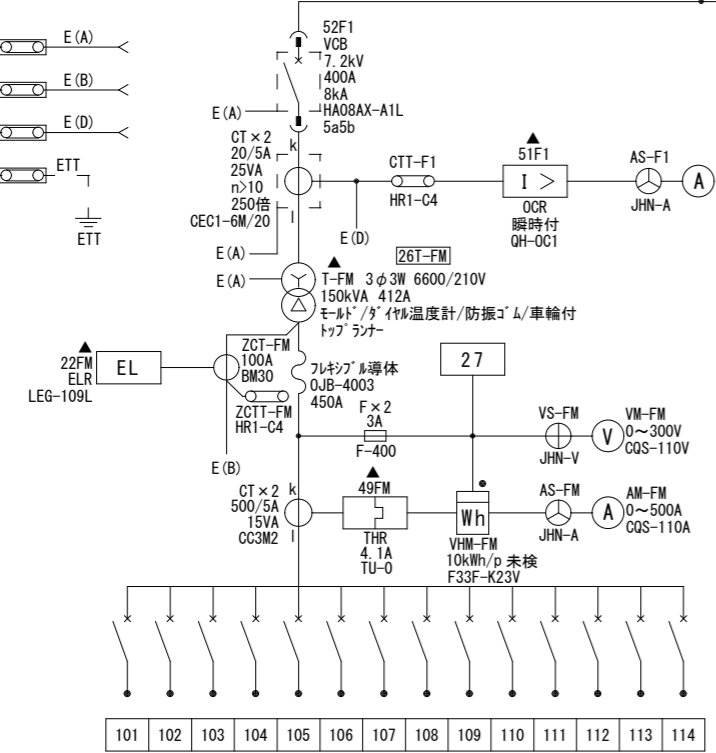 E(A)
E(B)
E(D)
ETT
ETT
52F1
VCB
7.2kV
400A
8kA
HA08AX-A1L
5a5b
E(A)
CT×2
20/5A
25VA
n>10
250倍
CEC1-6M/20
k
l
E(A)
E(D)
CTT-F1
HR1-C4
51F1
I >
OCR
瞬時付
QH-OC1
AS-F1
JHN-A
A
E(A)
26T-FM
T-FM 3φ3W 6600/210V
150kVA 412A
モールド/ダイヤル温度計/防振ゴム/車輪付
トップランナー
22FM
ELR
LEG-109L
EL
ZCT-FM
100A
BM30
ZCTT-FM
HR1-C4
E(B)
フレキシブル導体
OJB-4003
450A
F×2
3A
F-400
27
VS-FM
JHN-V
V
VM-FM
0～300V
CQS-110V
CT×2
500/5A
15VA
CC3M2
k
l
49FM
THR
4.1A
TU-0
Wh
VHM-FM
10kWh/p 未検
F33F-K23V
AS-FM
JHN-A
A
AM-FM
0～500A
CQS-110A
101 102 103 104 105 106 107 108 109 110 111 112 113 114